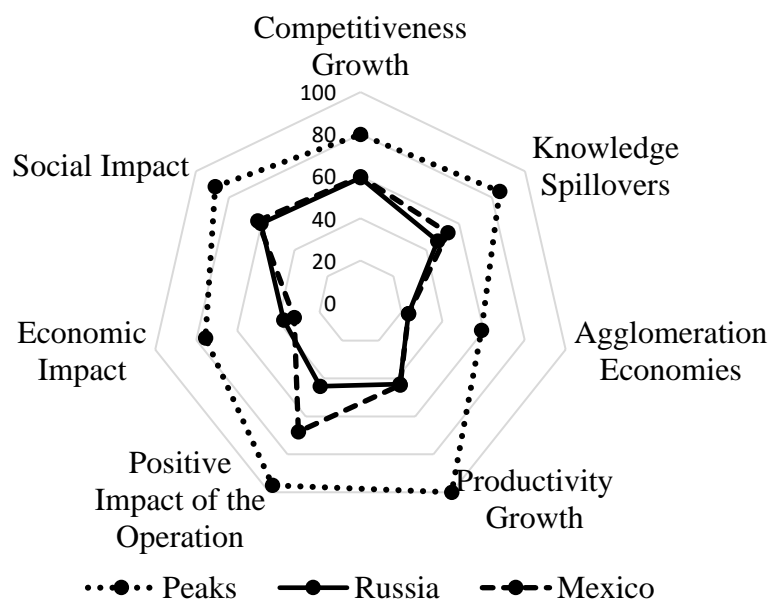 Competitiveness
Growth
100
80
60
40
20
0
Knowledge
Spillovers
Agglomeration
Economies
Productivity
Growth
Positive
Impact of the
Operation
Economic
Impact
Social Impact
Peaks
Russia
Mexico